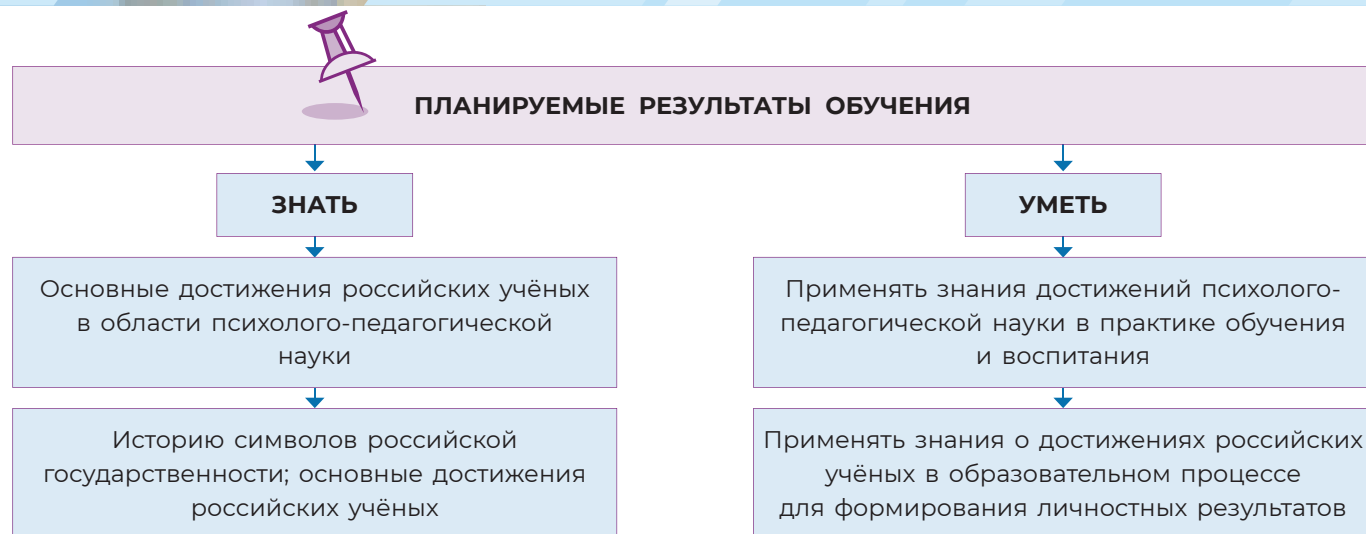 ПЛАНИРУЕМЫЕ РЕЗУЛЬТАТЫ ОБУЧЕНИЯ
ЗНАТЬ
Основные достижения российских учёных
в области психолого-педагогической
науки
Историю символов российской
государственности; основные достижения
российских учёных
УМЕТЬ
Применять знания достижений психолого-
педагогической науки в практике обучения
и воспитания
Применять знания о достижениях российских
учёных в образовательном процессе
для формирования личностных результатов